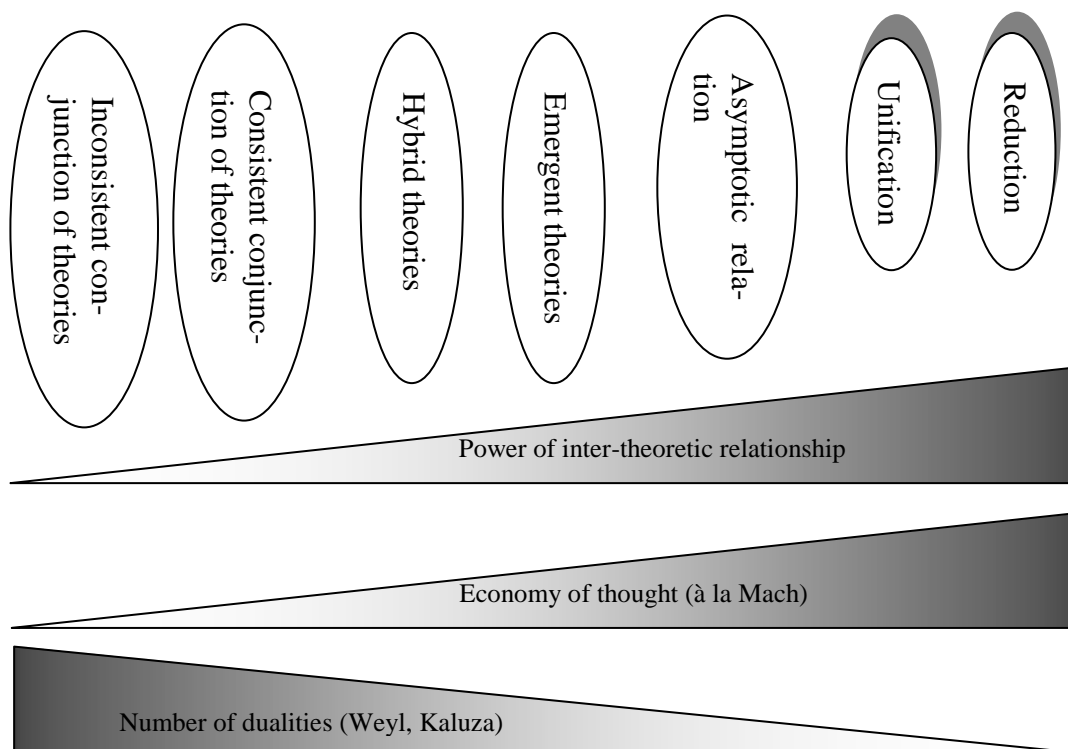 Inconsistent con-
junction of theories
Consistent conjunc-
tion of theories
Hybrid theories
Emergent theories
Asymptotic rela-
tion
Unification
Reduction
Power of inter-theoretic relationship
Economy of thought (à la Mach)
Number of dualities (Weyl, Kaluza)